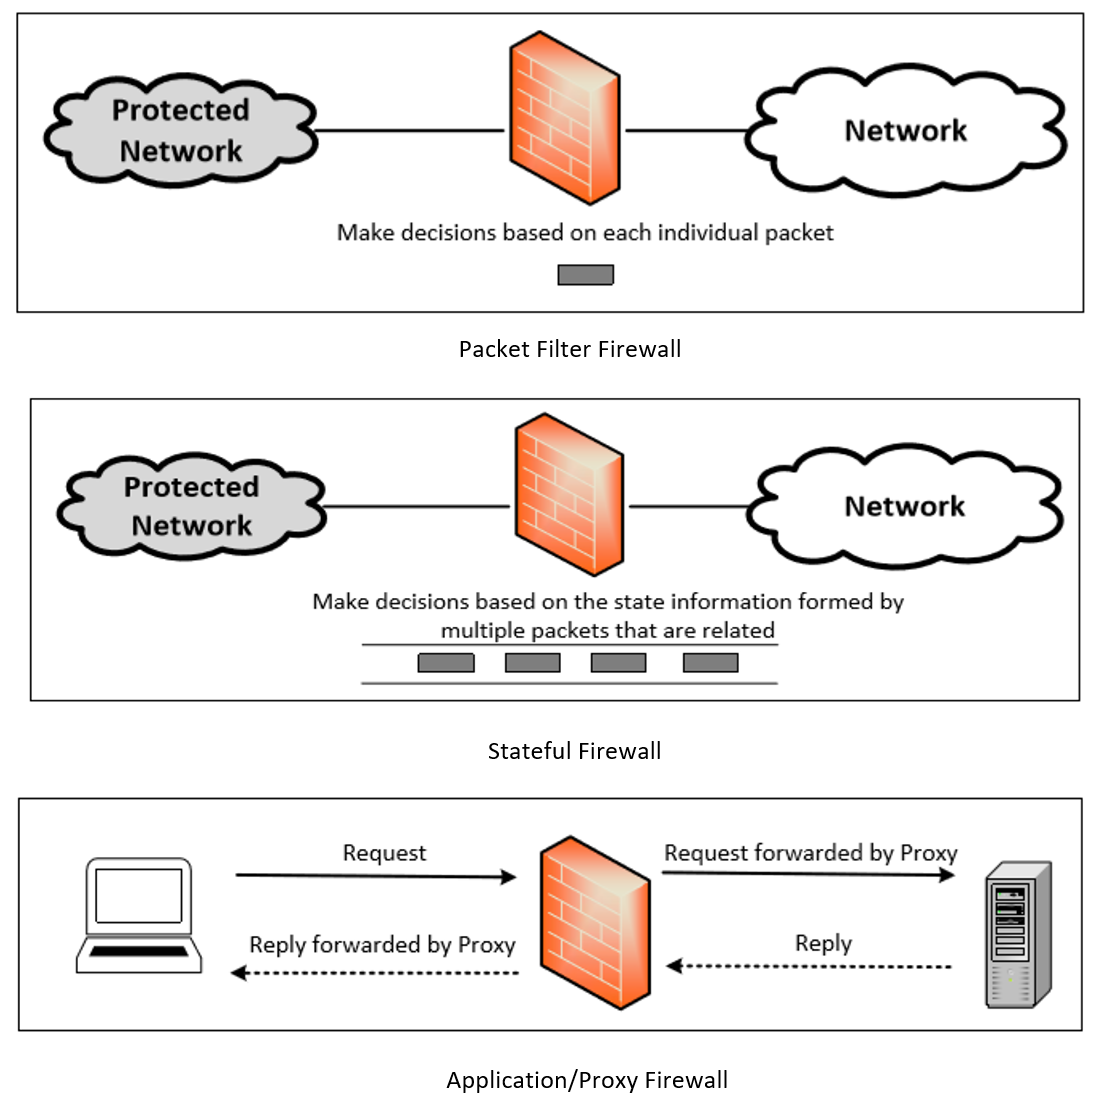 Protected
Network
Network
Make decisions based on each individual packet
Packet Filter Firewall
Protected
Network
Network
Make decisions based on the state information formed by
multiple packets that are related
Stateful Firewall
Request
Request forwarded by Proxy
Reply forwarded by Proxy
Reply
Application/Proxy Firewall